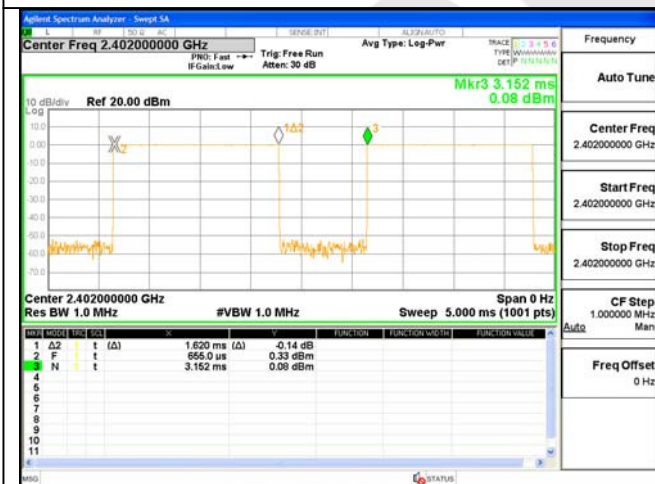 Agilent Spectrum Analyzer - Swept SA
L RF 50 Ω AC SENSE:INT ALIGNAUTO
Center Freq 2.402000000 GHz
PNO: Fast
IFGain:Low
Trig: Free Run
Atten: 30 dB
Avg Type: Log-Pwr
TRACE 1 2 3 4 5 6
TYPE
DET P N N N N N
Mkr3 3.152 ms
0.08 dBm
10 dB/div Ref 20.00 dBm
Log
10.0
0.00
-10.0
-20.0
-30.0
-40.0
-50.0
-60.0
-70.0
X2
1Δ2
3
Center 2.402000000 GHz Span 0 Hz
Res BW 1.0 MHz #VBW 1.0 MHz Sweep 5.000 ms (1001 pts)
MKR MODE TRC SCL X Y FUNCTION FUNCTION WIDTH FUNCTION VALUE
1 Δ2 1 t (Δ) 1.620 ms (Δ) -0.14 dB
2 F 1 t 655.0 µs 0.33 dBm
3 N 1 t 3.152 ms 0.08 dBm
4
5
6
7
8
9
10
11
MSG STATUS
Frequency
Auto Tune
Center Freq
2.402000000 GHz
Start Freq
2.402000000 GHz
Stop Freq
2.402000000 GHz
CF Step
1.000000 MHz
Auto Man
Freq Offset
0 Hz